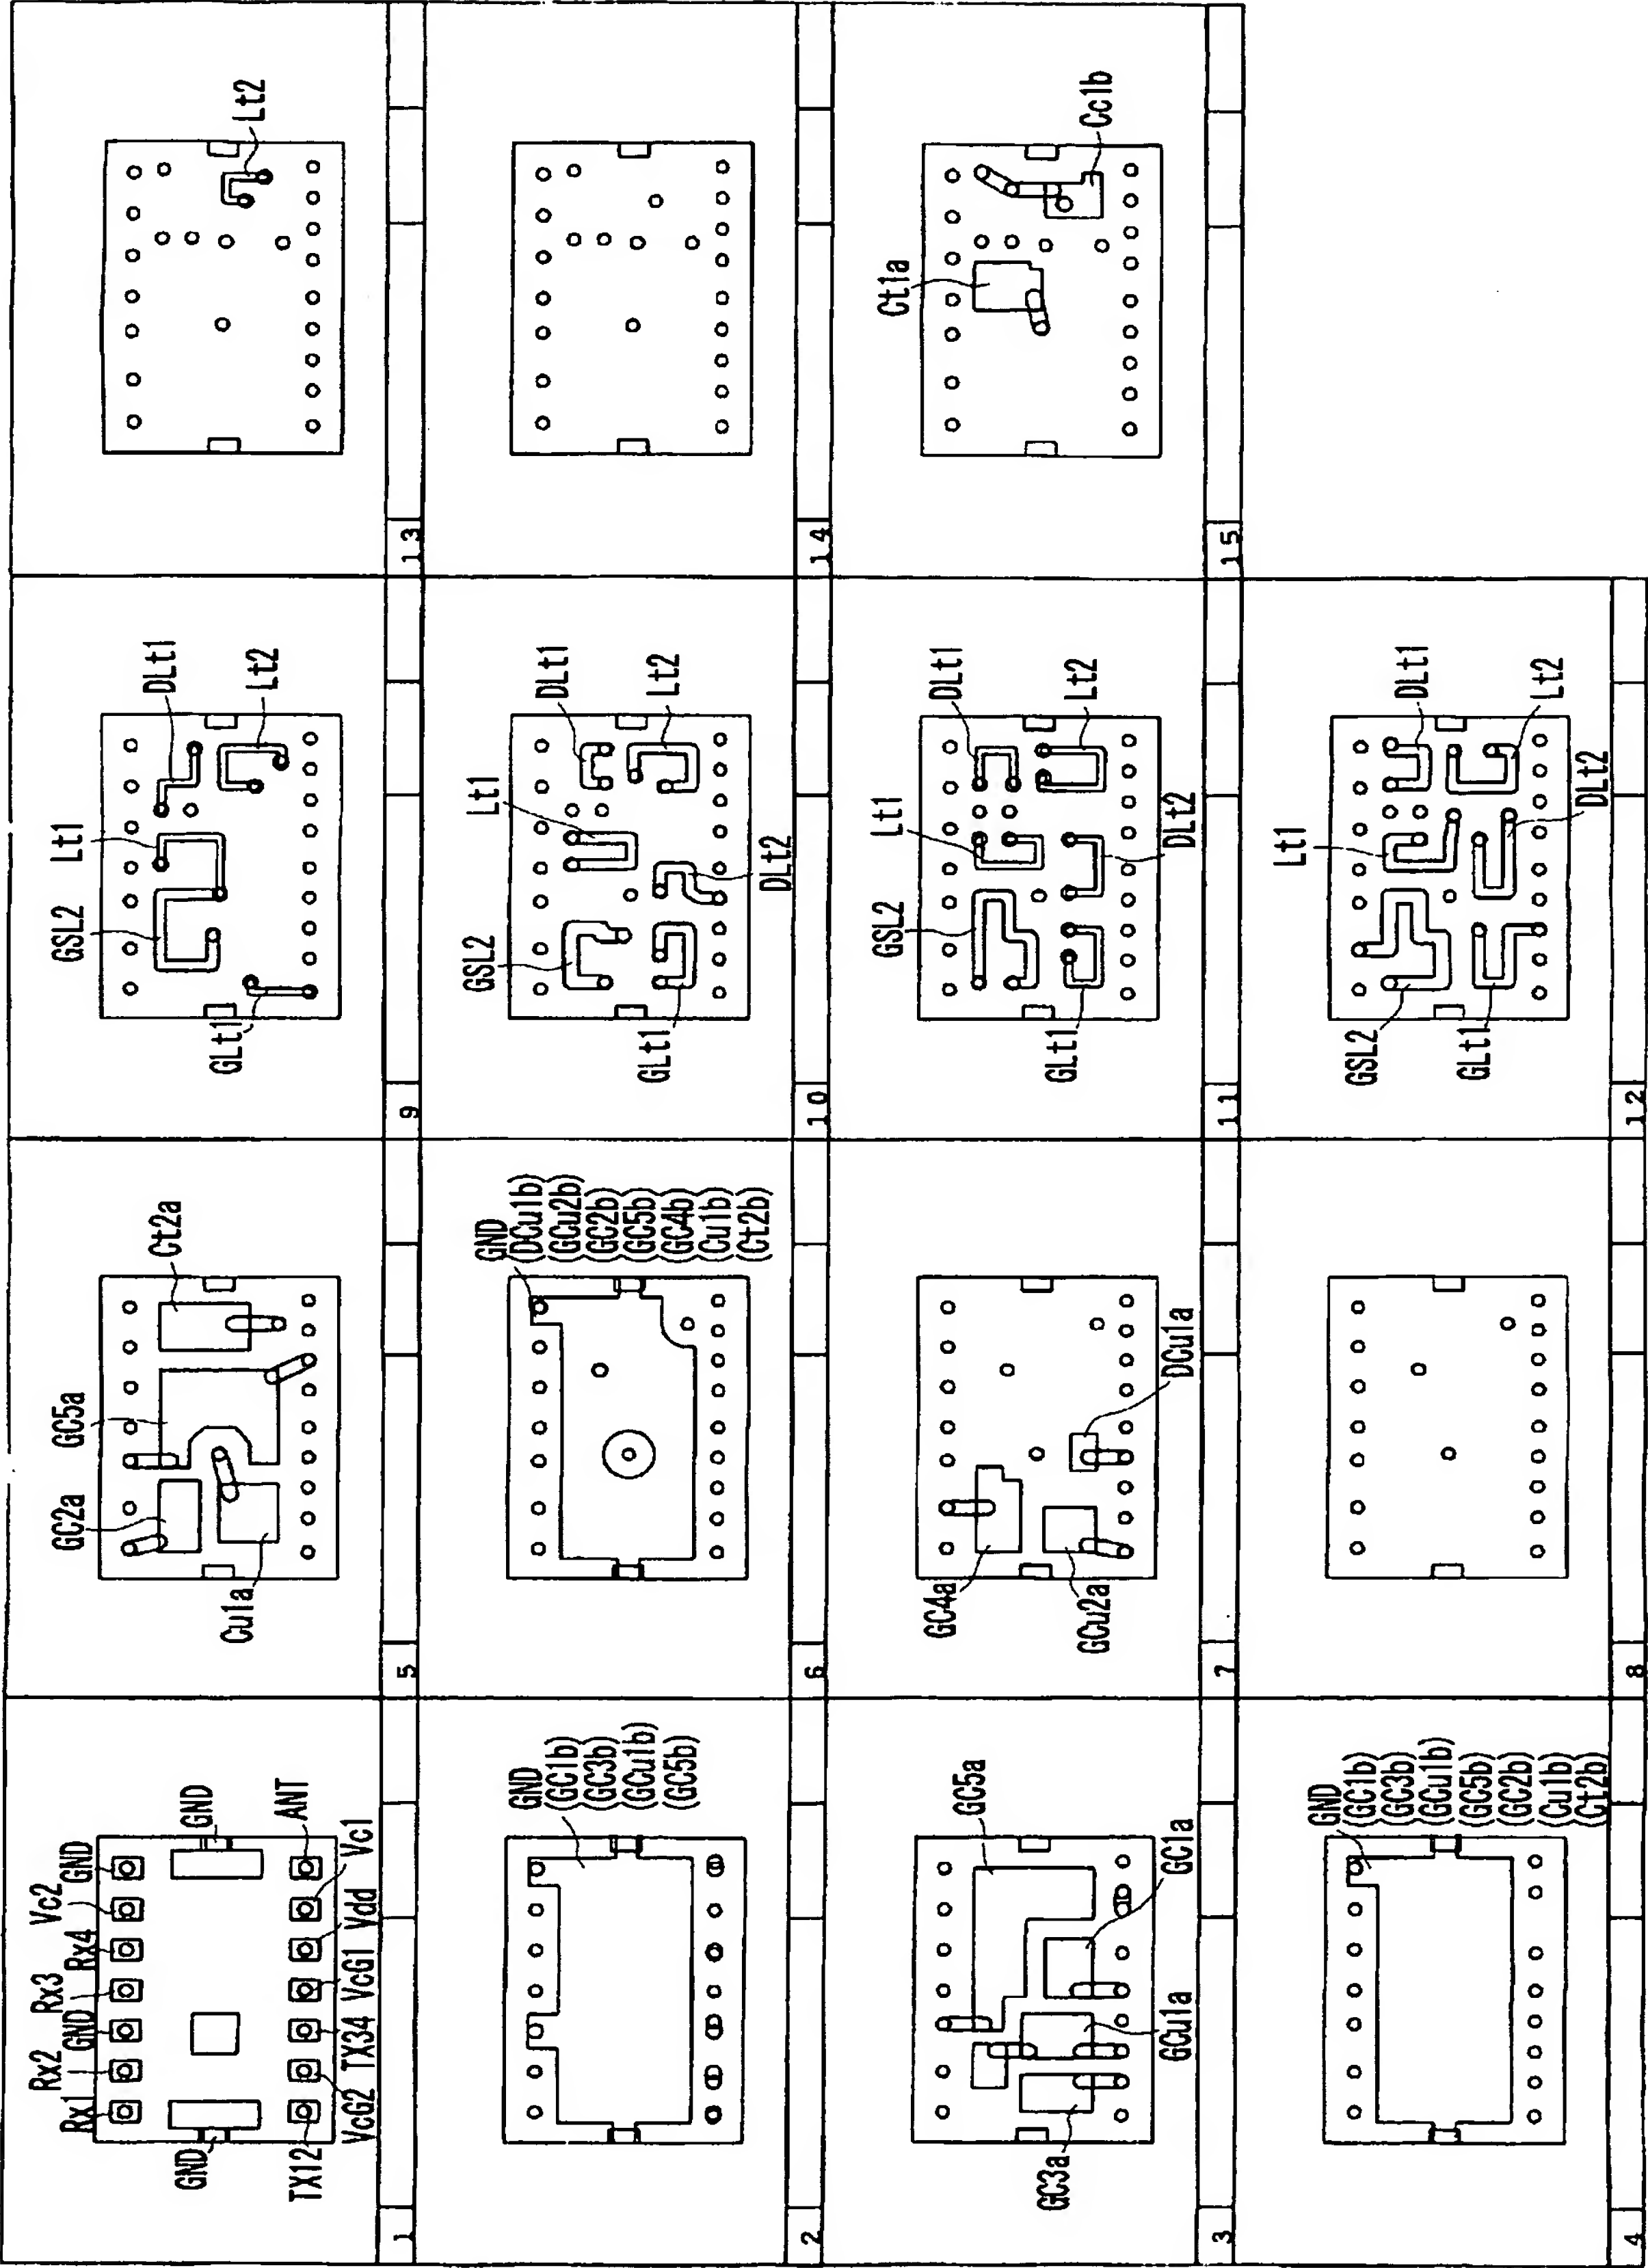 Rx1
Rx2
GND
Rx3
Rx4
Vc2
GND
GND
GND
TX12
VcG2
TX34
VcG1
Vdd
Vc1
ANT
1
GND
(GC1b)
(GC3b)
(GCu1b)
(GC5b)
2
GC5a
GC1a
GCu1a
GC3a
3
GND
(GC1b)
(GC3b)
(GCu1b)
(GC5b)
(GC2b)
(Cu1b)
(Ct2b)
4
GC2a
GC5a
Ct2a
Cu1a
5
GND
(DCu1b)
(GCu2b)
(GC2b)
(GC5b)
(GC4b)
(Cu1b)
(Ct2b)
6
GC4a
GCu2a
DCu1a
7
8
GSL2
Lt1
DLt1
Lt2
GLt1
9
GSL2
Lt1
DLt1
Lt2
GLt1
DLt2
10
GSL2
Lt1
DLt1
Lt2
GLt1
DLt2
11
GSL2
Lt1
DLt1
Lt2
GLt1
DLt2
12
Lt2
13
14
Ct1a
Cc1b
15